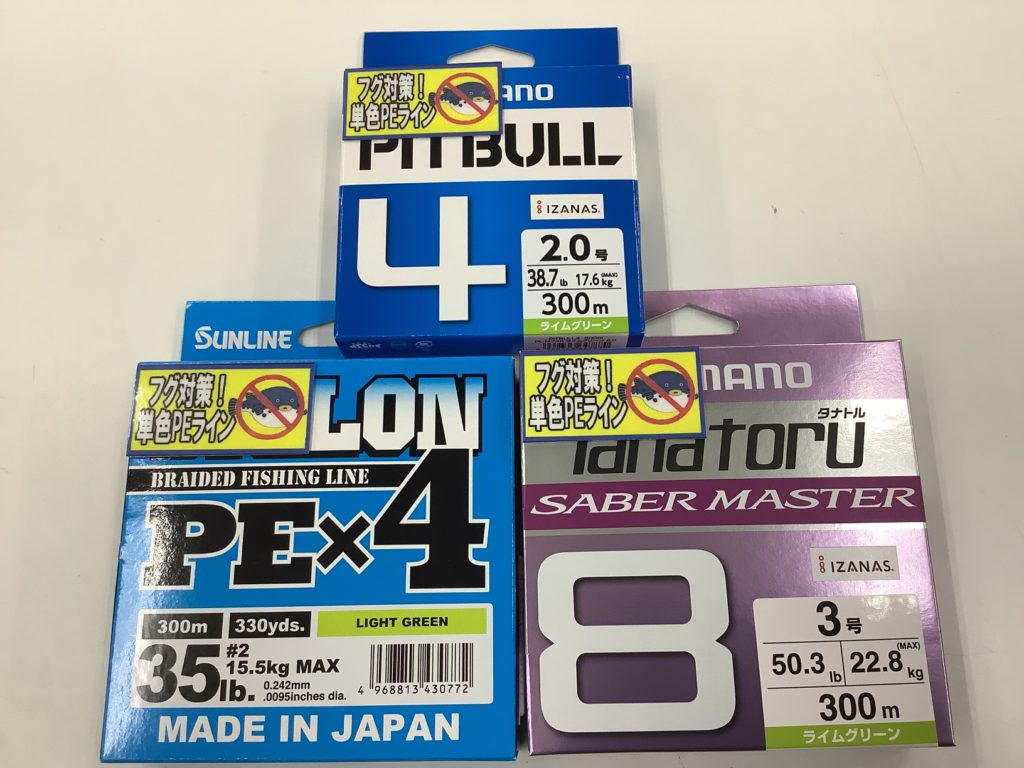 フグ対策!
単色PEライン
ANO
PITBULL
4
IZANAS®
2.0号
38.7lb 17.6kg(MAX)
300m
ライムグリーン
SUNLINE
フグ対策!
単色PEライン
LON
BRAIDED FISHING LINE
PE×4
300m 330yds. LIGHT GREEN
35lb.
#2
15.5kg MAX
0.242mm
.0095inches dia.
4 968813 430772
MADE IN JAPAN
フグ対策!
単色PEライン
MANO
タナトル
Tanatoru
SABER MASTER
8
IZANAS®
3号
50.3lb 22.8kg(MAX)
300m
ライムグリーン